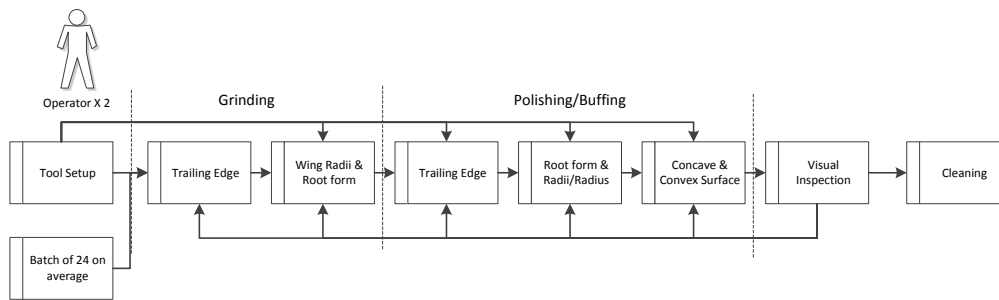 Operator X 2
Grinding
Polishing/Buffing
Tool Setup
Trailing Edge
Wing Radii &
Root form
Trailing Edge
Root form &
Radii/Radius
Concave &
Convex Surface
Visual
Inspection
Cleaning
Batch of 24 on
average